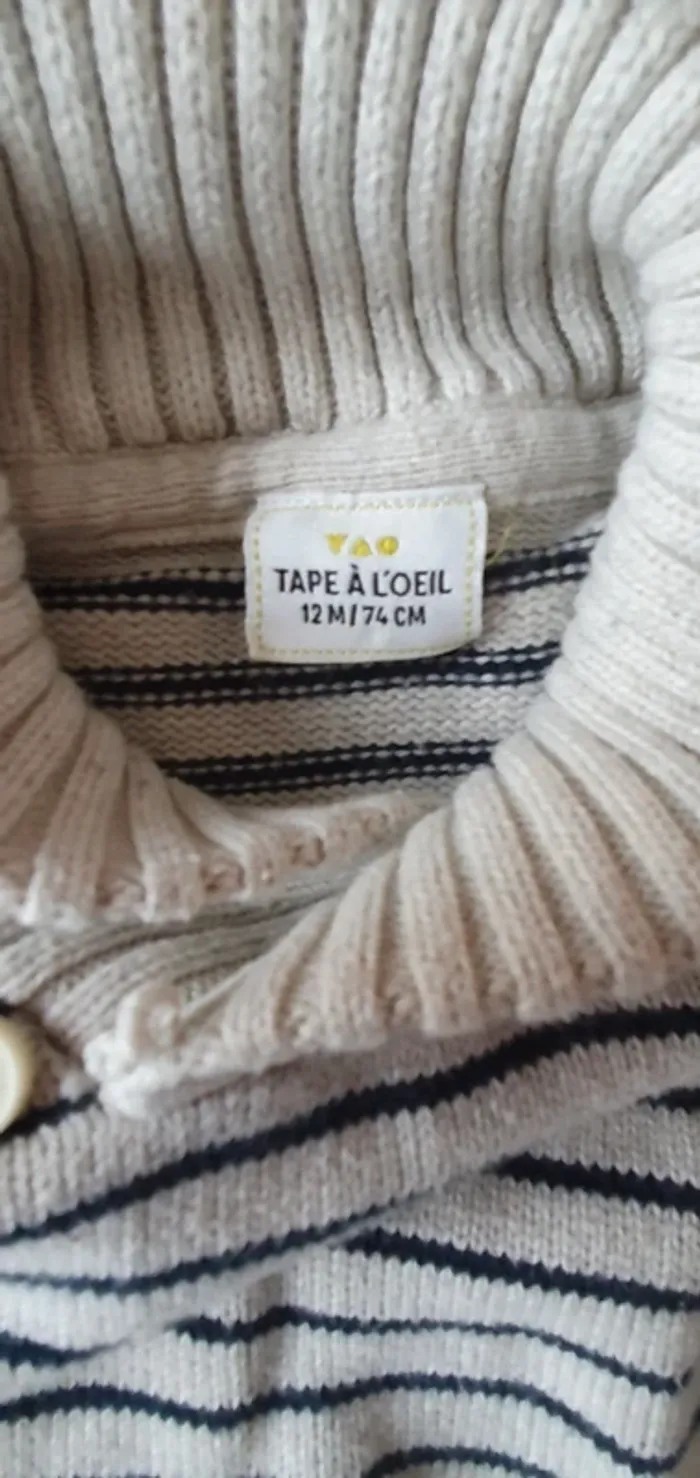 TAO
TAPE À L'OEIL
12 M / 74 CM